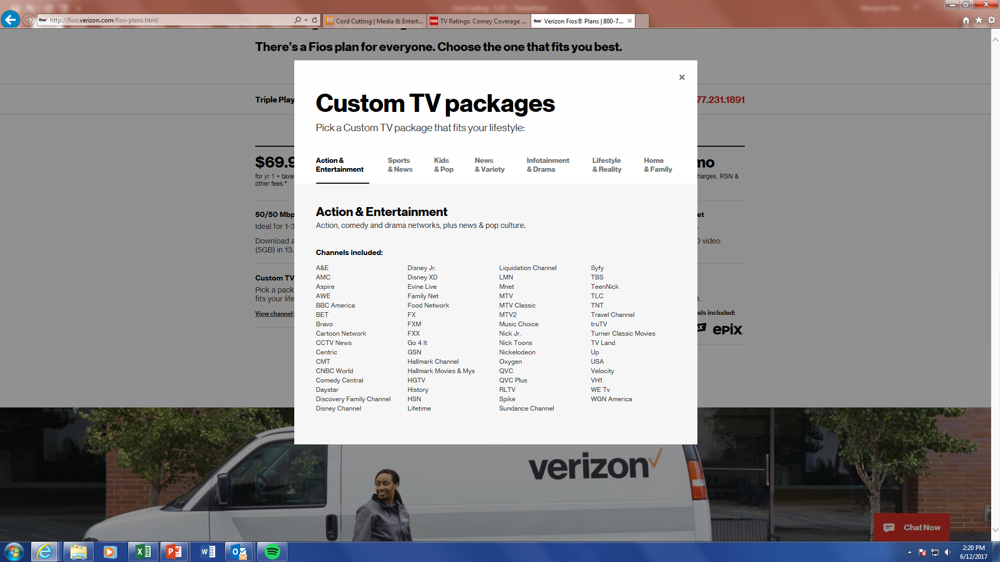 http://fios.verizon.com/fios-plans.html
Cord Cutting | Media & Entert...
TV Ratings: Comey Coverage ...
Verizon Fios® Plans | 800-7...
There's a Fios plan for everyone. Choose the one that fits you best.
Triple Play
77.231.1891
Custom TV packages
Pick a Custom TV package that fits your lifestyle:
Action & Entertainment
Sports & News
Kids & Pop
News & Variety
Infotainment & Drama
Lifestyle & Reality
Home & Family
$69.9
for yr 1 + taxes
other fees.
mo
harges, RSN &
50/50 Mbp
Ideal for 1-3
Download a
(5GB) in 13.
et
video
Custom TV
Pick a pack
fits your life
View channel
els included:
epix
Action & Entertainment
Action, comedy and drama networks, plus news & pop culture.
Channels included:
A&E
AMC
Aspire
AWE
BBC America
BET
Bravo
Cartoon Network
CCTV News
Centric
CMT
CNBC World
Comedy Central
Daystar
Discovery Family Channel
Disney Channel
Disney Jr.
Disney XD
Evine Live
Family Net
Food Network
FX
FXM
FXX
Go 4 It
GSN
Hallmark Channel
Hallmark Movies & Mys
HGTV
History
HSN
Lifetime
Liquidation Channel
LMN
Mnet
MTV
MTV Classic
MTV2
Music Choice
Nick Jr.
Nick Toons
Nickelodeon
Oxygen
QVC
QVC Plus
RLTV
Spike
Sundance Channel
Syfy
TBS
TeenNick
TLC
TNT
Travel Channel
truTV
Turner Classic Movies
TV Land
Up
USA
Velocity
VH1
WE Tv
WGN America
verizon
Chat Now
2:20 PM
6/12/2017